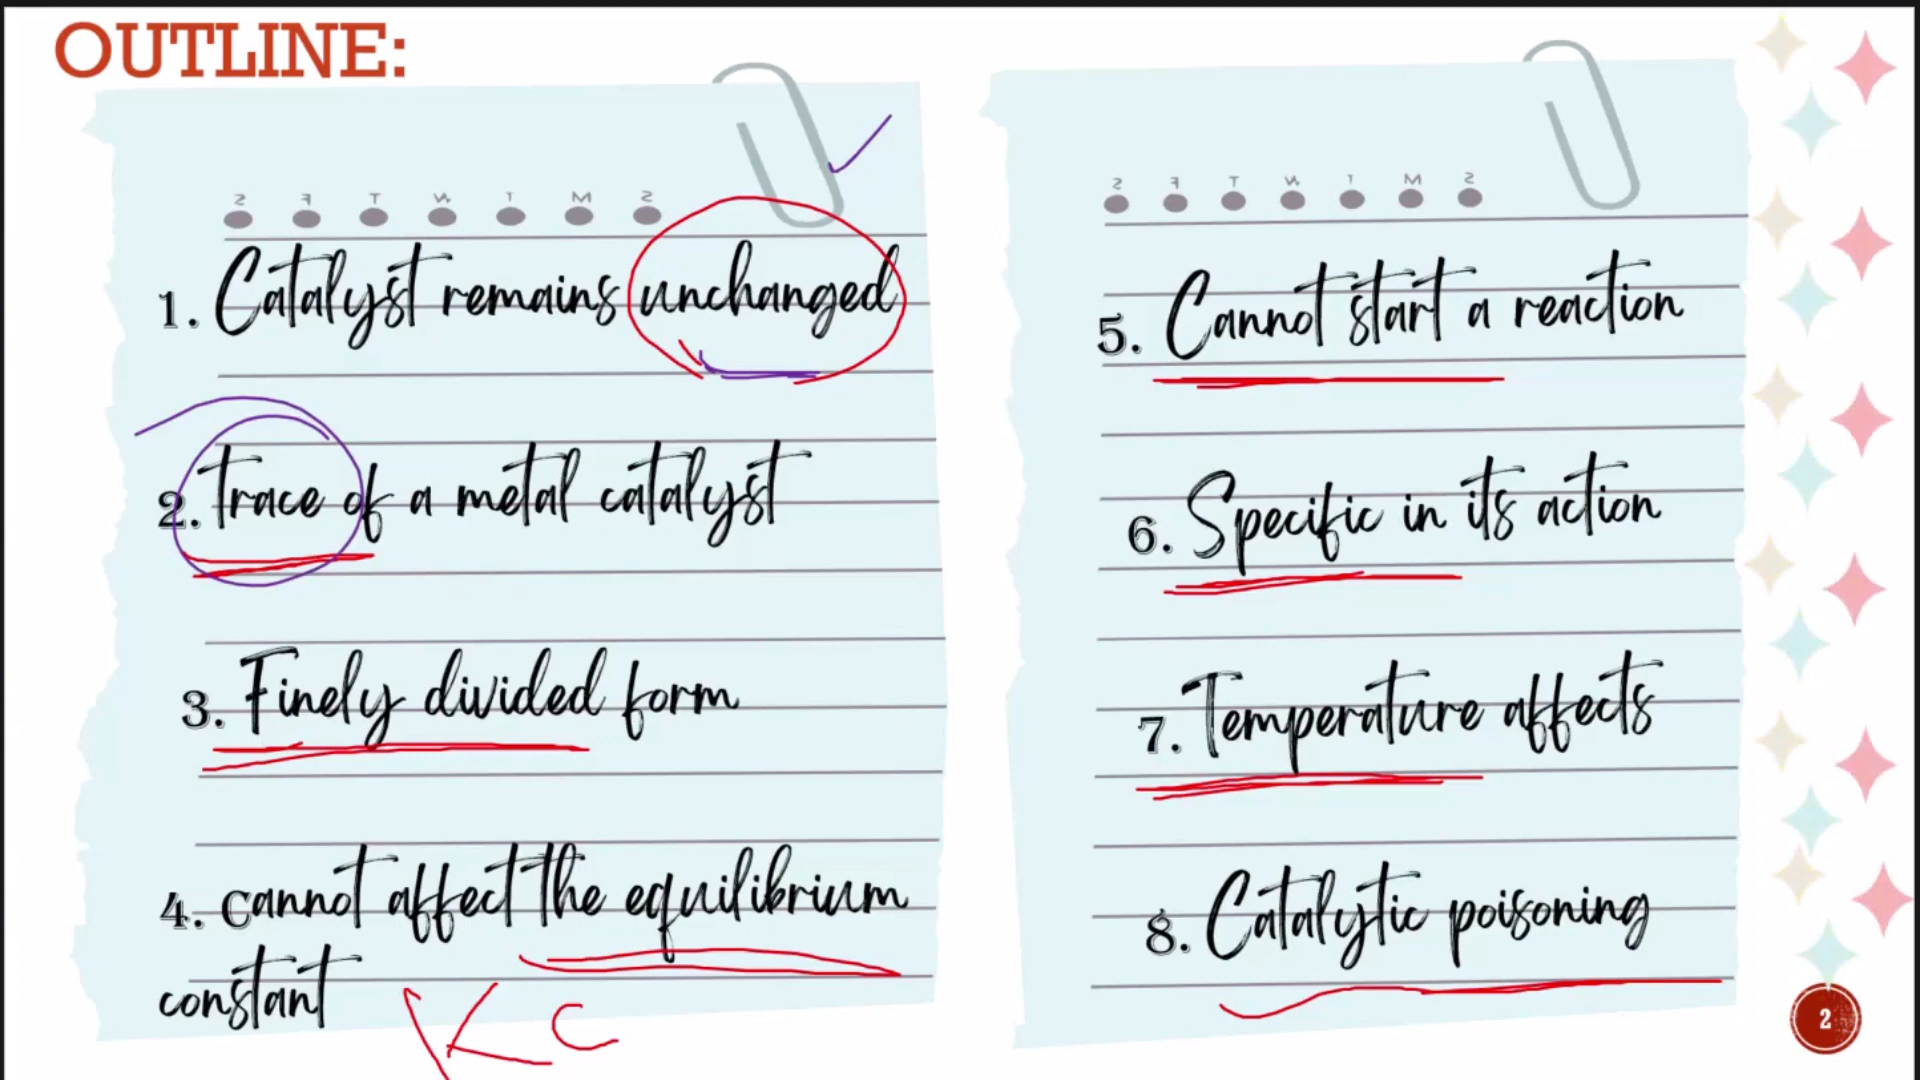 OUTLINE:
S F T W T M S
1. Catalyst remains unchanged
2. Trace of a metal catalyst
3. Finely divided form
4. cannot affect the equilibrium
constant
Kc
S F T W T M S
5. Cannot start a reaction
6. Specific in its action
7. Temperature affects
8. Catalytic poisoning
2